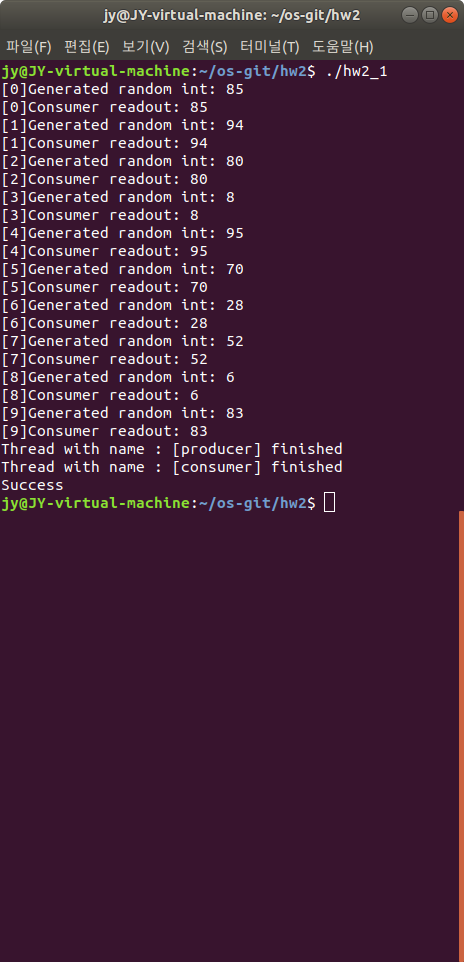 jy@JY-virtual-machine: ~/os-git/hw2
파일(F) 편집(E) 보기(V) 검색(S) 터미널(T) 도움말(H)
jy@JY-virtual-machine:~/os-git/hw2$ ./hw2_1
[0]Generated random int: 85
[0]Consumer readout: 85
[1]Generated random int: 94
[1]Consumer readout: 94
[2]Generated random int: 80
[2]Consumer readout: 80
[3]Generated random int: 8
[3]Consumer readout: 8
[4]Generated random int: 95
[4]Consumer readout: 95
[5]Generated random int: 70
[5]Consumer readout: 70
[6]Generated random int: 28
[6]Consumer readout: 28
[7]Generated random int: 52
[7]Consumer readout: 52
[8]Generated random int: 6
[8]Consumer readout: 6
[9]Generated random int: 83
[9]Consumer readout: 83
Thread with name : [producer] finished
Thread with name : [consumer] finished
Success
jy@JY-virtual-machine:~/os-git/hw2$